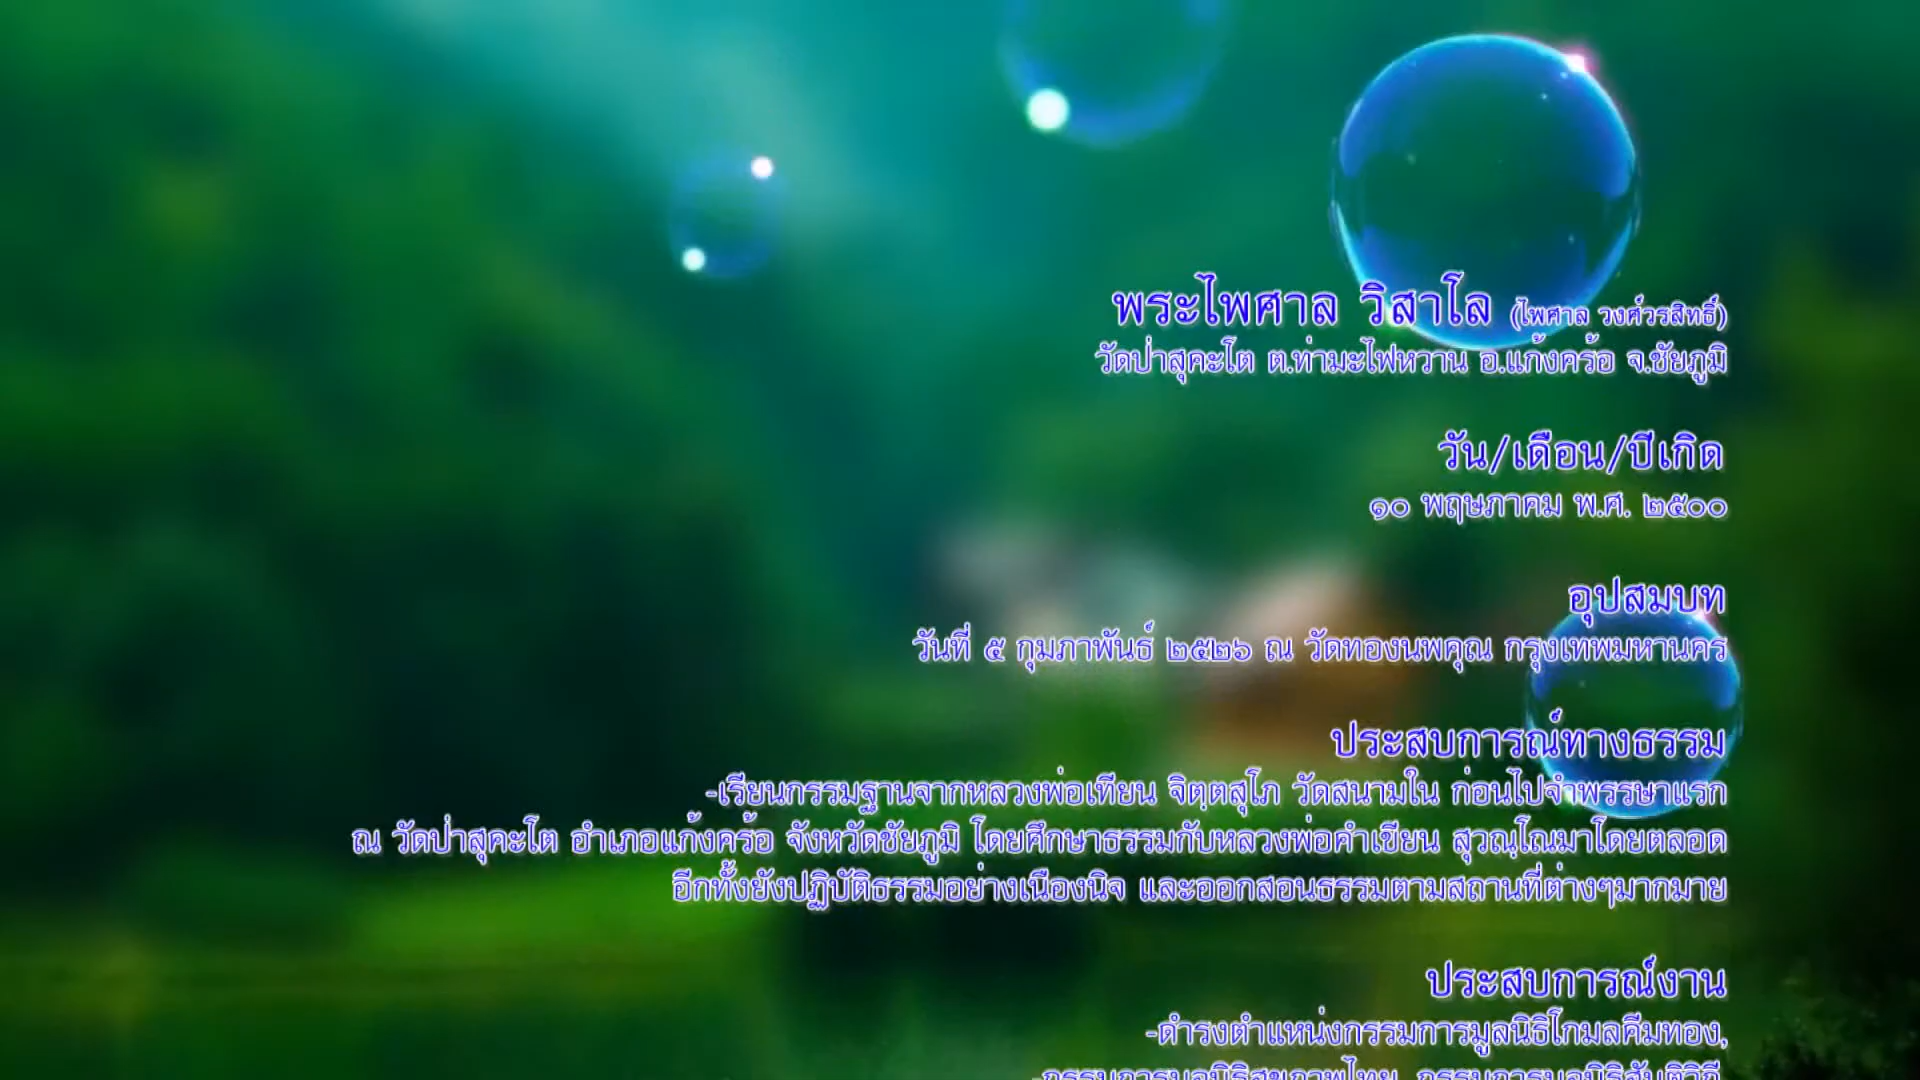 พระไพศาล วิสาโล (ไพศาล วงศ์วรสิทธิ์)
วัดป่าสุคะโต ต.ท่ามะไฟหวาน อ.แก้งคร้อ จ.ชัยภูมิ
วัน/เดือน/ปีเกิด
๑๐ พฤษภาคม พ.ศ. ๒๕๐๐
อุปสมบท
วันที่ ๕ กุมภาพันธ์ ๒๕๒๖ ณ วัดทองนพคุณ กรุงเทพมหานคร
ประสบการณ์ทางธรรม
-เรียนกรรมฐานจากหลวงพ่อเทียน จิตฺตสุโภ วัดสนามใน ก่อนไปจำพรรษาแรก
ณ วัดป่าสุคะโต อำเภอแก้งคร้อ จังหวัดชัยภูมิ โดยศึกษาธรรมกับหลวงพ่อคำเขียน สุวณฺโณมาโดยตลอด
อีกทั้งยังปฏิบัติธรรมอย่างเนืองนิจ และออกสอนธรรมตามสถานที่ต่างๆมากมาย
ประสบการณ์งาน
-ดำรงตำแหน่งกรรมการมูลนิธิโกมลคีมทอง,